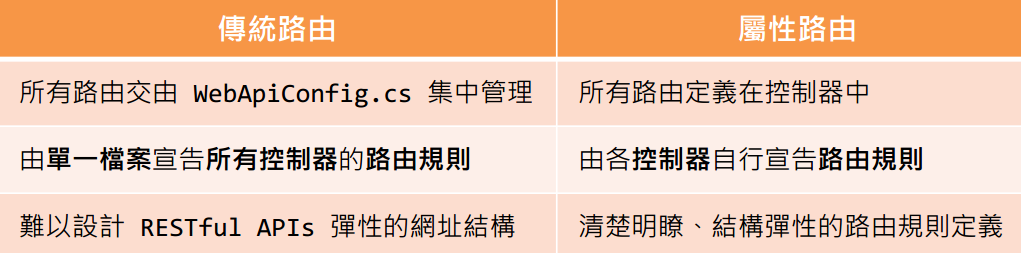 傳統路由 屬性路由
所有路由交由 WebApiConfig.cs 集中管理 所有路由定義在控制器中
由單一檔案宣告所有控制器的路由規則 由各控制器自行宣告路由規則
難以設計 RESTful APIs 彈性的網址結構 清楚明瞭、結構彈性的路由規則定義